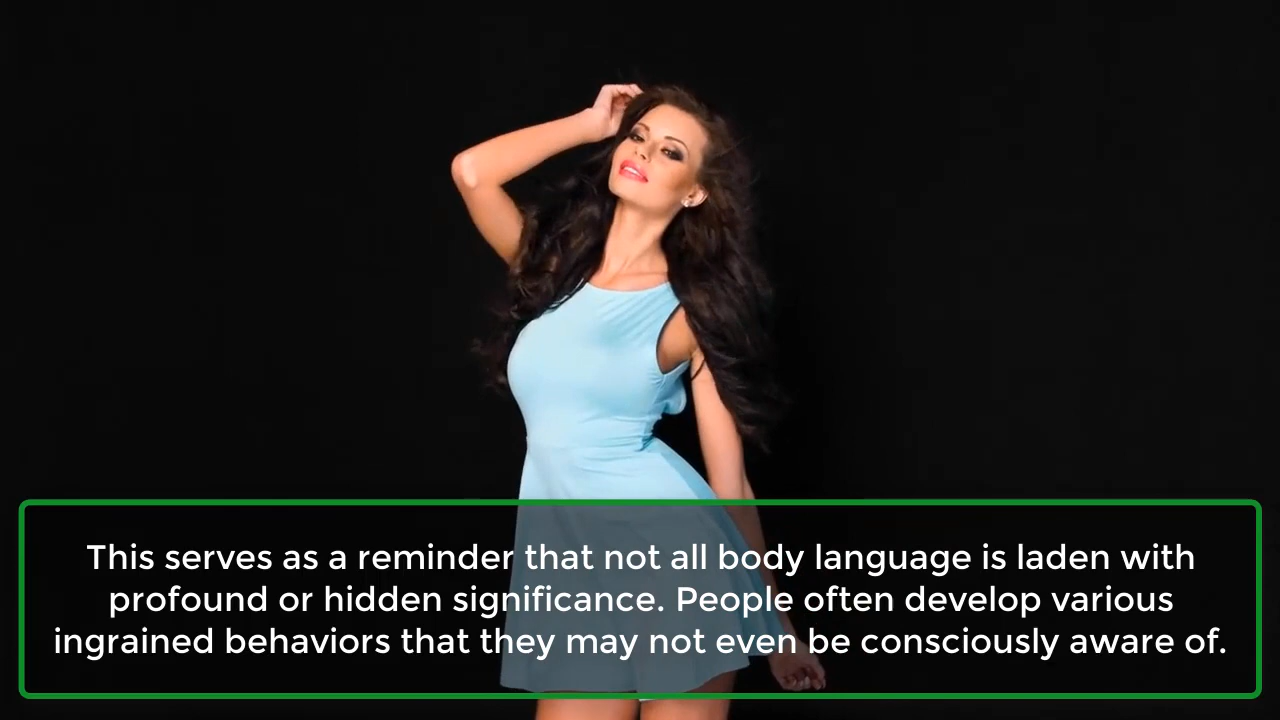 This serves as a reminder that not all body language is laden with
profound or hidden significance. People often develop various
ingrained behaviors that they may not even be consciously aware of.